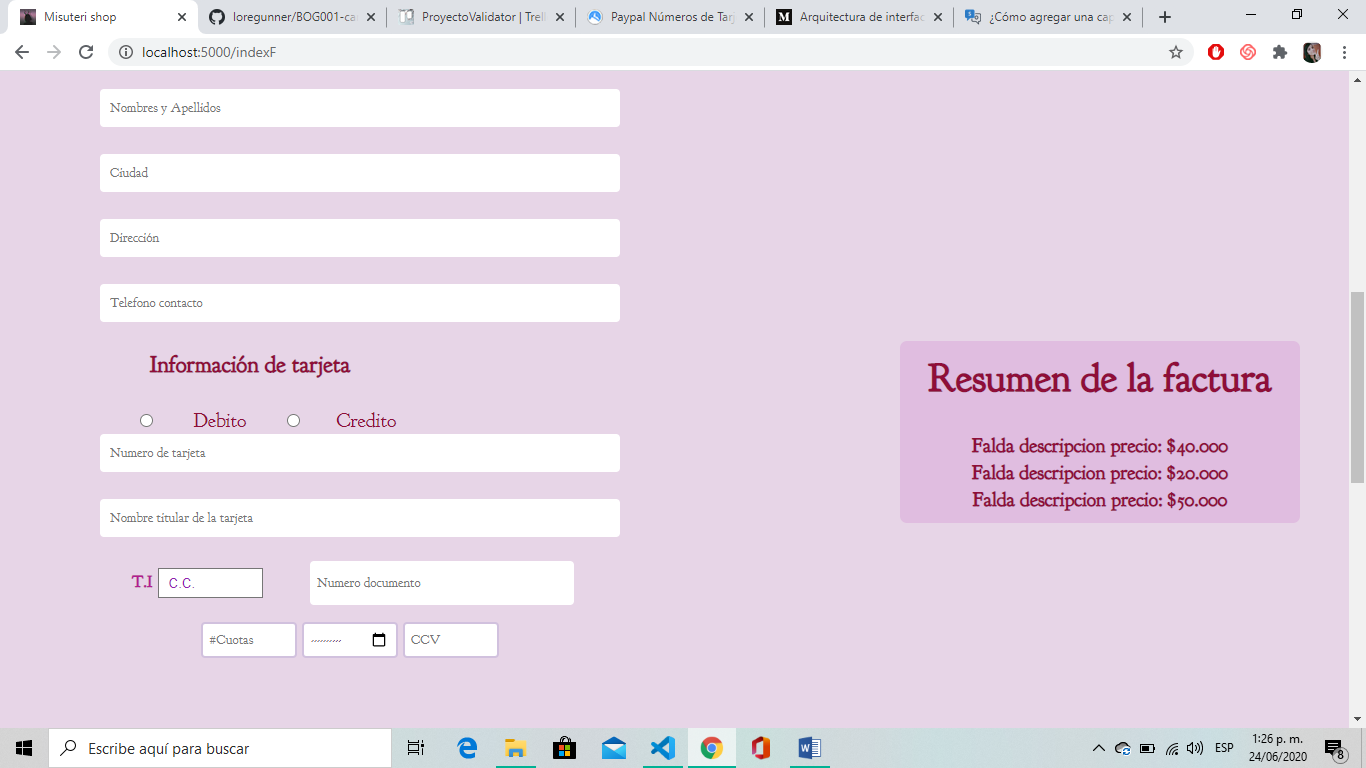 Misuteri shop
loregunner/BOG001-ca
ProyectoValidator | Trell
Paypal Números de Tarj
Arquitectura de interfac
¿Cómo agregar una cap
localhost:5000/indexF
Nombres y Apellidos
Ciudad
Dirección
Telefono contacto
Información de tarjeta
Debito
Credito
Numero de tarjeta
Nombre titular de la tarjeta
T.I
C.C.
Numero documento
#Cuotas
----------
CCV
Resumen de la factura
Falda descripcion precio: $40.000
Falda descripcion precio: $20.000
Falda descripcion precio: $50.000
Escribe aquí para buscar
ESP
1:26 p. m.
24/06/2020
8